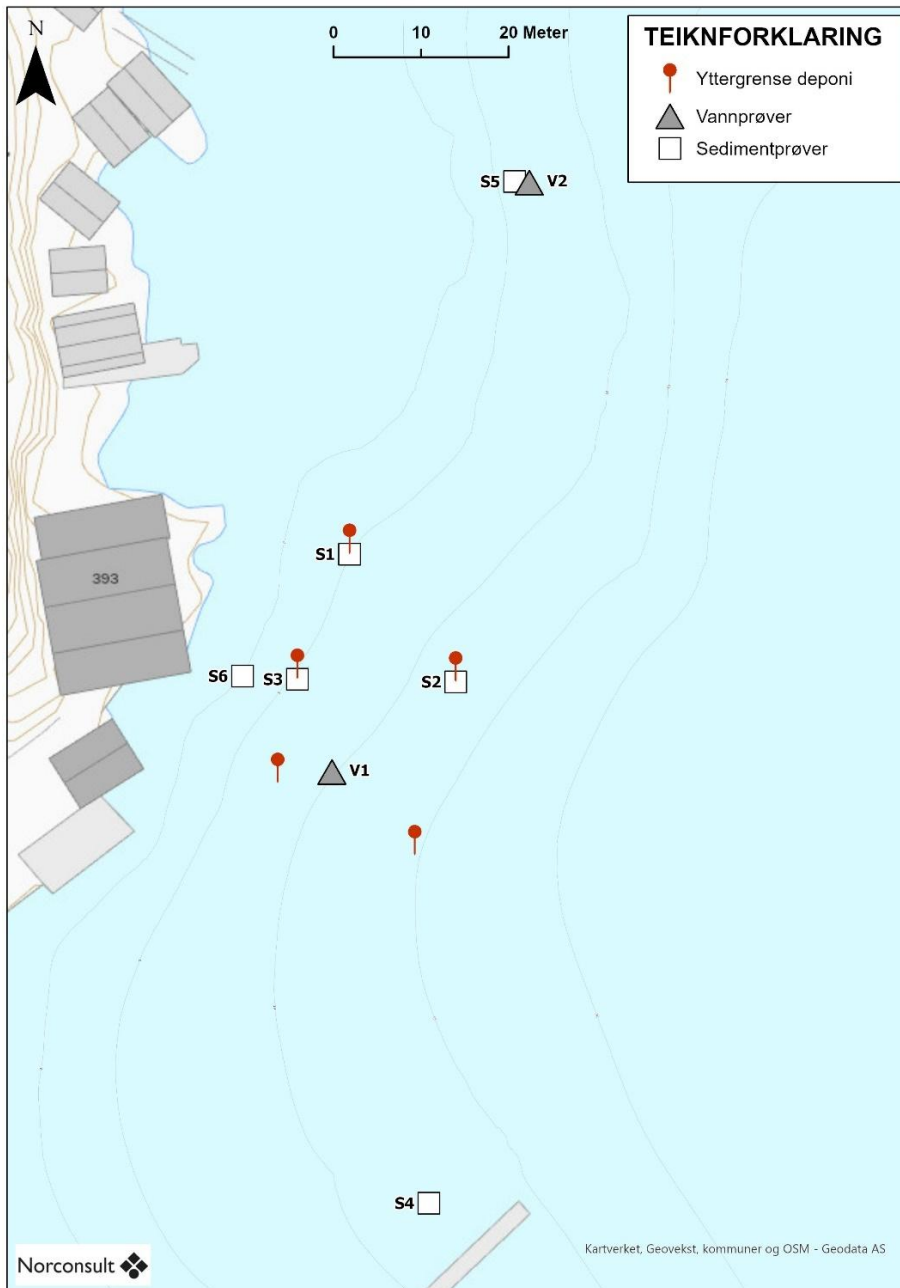 N
0 10 20 Meter
TEIKNFORKLARING
Yttergrense deponi
Vannprøver
Sedimentprøver
S5 V2
S1
393
S6 S3 S2
V1
S4
Norconsult
Kartverket, Geovekst, kommuner og OSM - Geodata AS